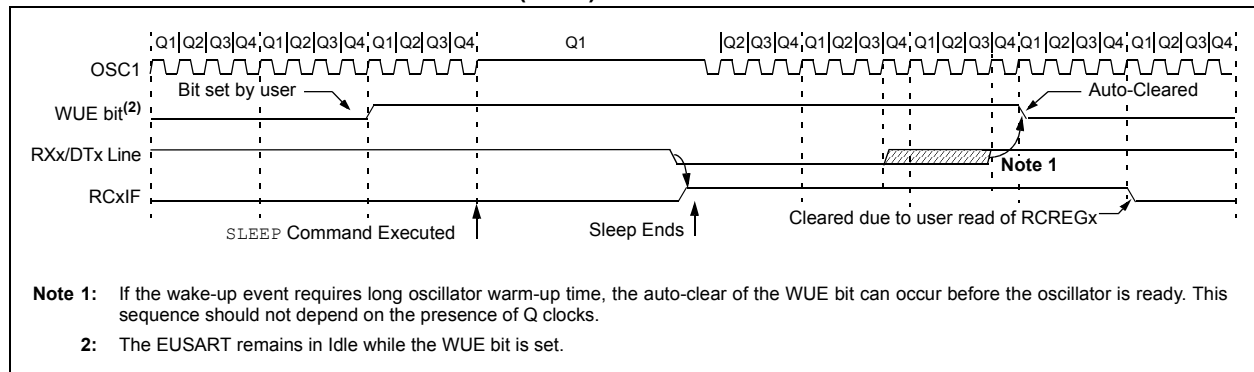 Q1 Q2 Q3 Q4 Q1 Q2 Q3 Q4 Q1 Q2 Q3 Q4 Q1 Q2 Q3 Q4 Q1 Q2 Q3 Q4 Q1 Q2 Q3 Q4 Q1 Q2 Q3 Q4 Q1 Q2 Q3 Q4
OSC1
Bit set by user
Auto-Cleared
WUE bit(2)
RXx/DTx Line
Note 1
RCxIF
Cleared due to user read of RCREGx
SLEEP Command Executed
Sleep Ends
Note 1: If the wake-up event requires long oscillator warm-up time, the auto-clear of the WUE bit can occur before the oscillator is ready. This
sequence should not depend on the presence of Q clocks.
2: The EUSART remains in Idle while the WUE bit is set.